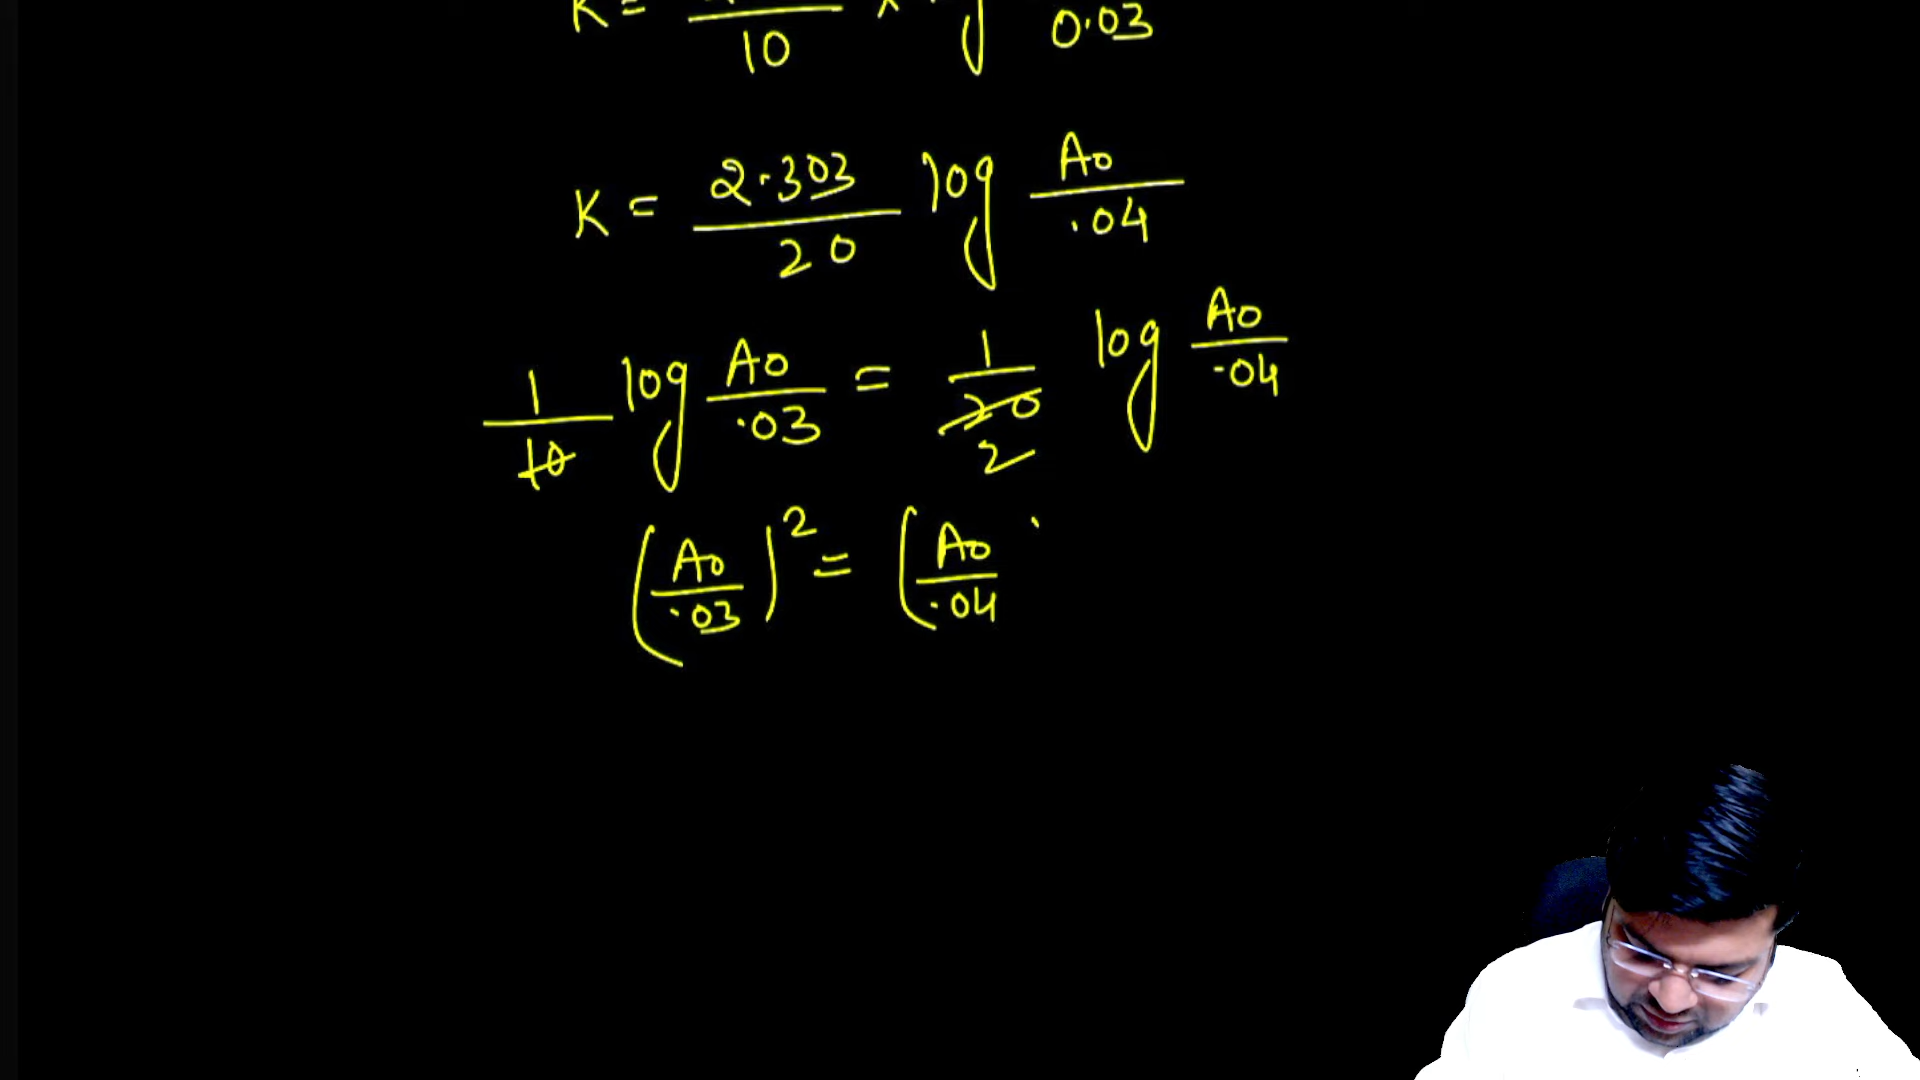 K = /10 × 0.03
K = 2.303/20 log A0/.04
1/10 log A0/.03 = 1/20 2 log A0/.04
(A0/.03)² = (A0/.04